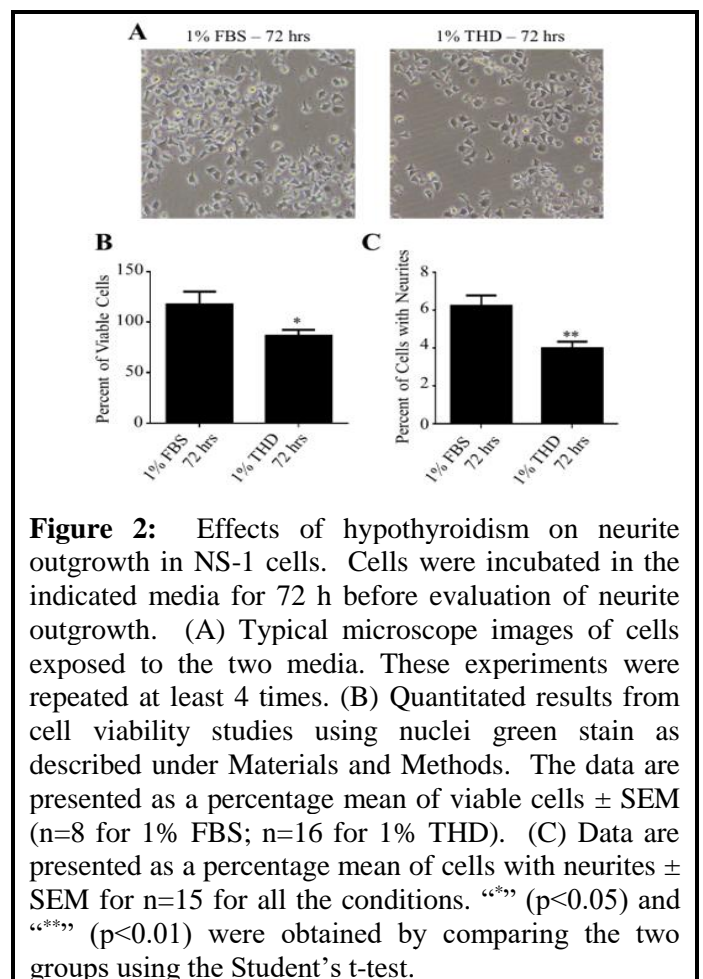 A
1% FBS – 72 hrs
1% THD – 72 hrs
B
C
Percent of Viable Cells
150
100
50
0
*
1% FBS
72 hrs
1% THD
72 hrs
Percent of Cells with Neurites
8
6
4
2
0
**
1% FBS
72 hrs
1% THD
72 hrs
Figure 2: Effects of hypothyroidism on neurite
outgrowth in NS-1 cells. Cells were incubated in the
indicated media for 72 h before evaluation of neurite
outgrowth. (A) Typical microscope images of cells
exposed to the two media. These experiments were
repeated at least 4 times. (B) Quantitated results from
cell viability studies using nuclei green stain as
described under Materials and Methods. The data are
presented as a percentage mean of viable cells ± SEM
(n=8 for 1% FBS; n=16 for 1% THD). (C) Data are
presented as a percentage mean of cells with neurites ±
SEM for n=15 for all the conditions. “*” (p<0.05) and
“**” (p<0.01) were obtained by comparing the two
groups using the Student’s t-test.